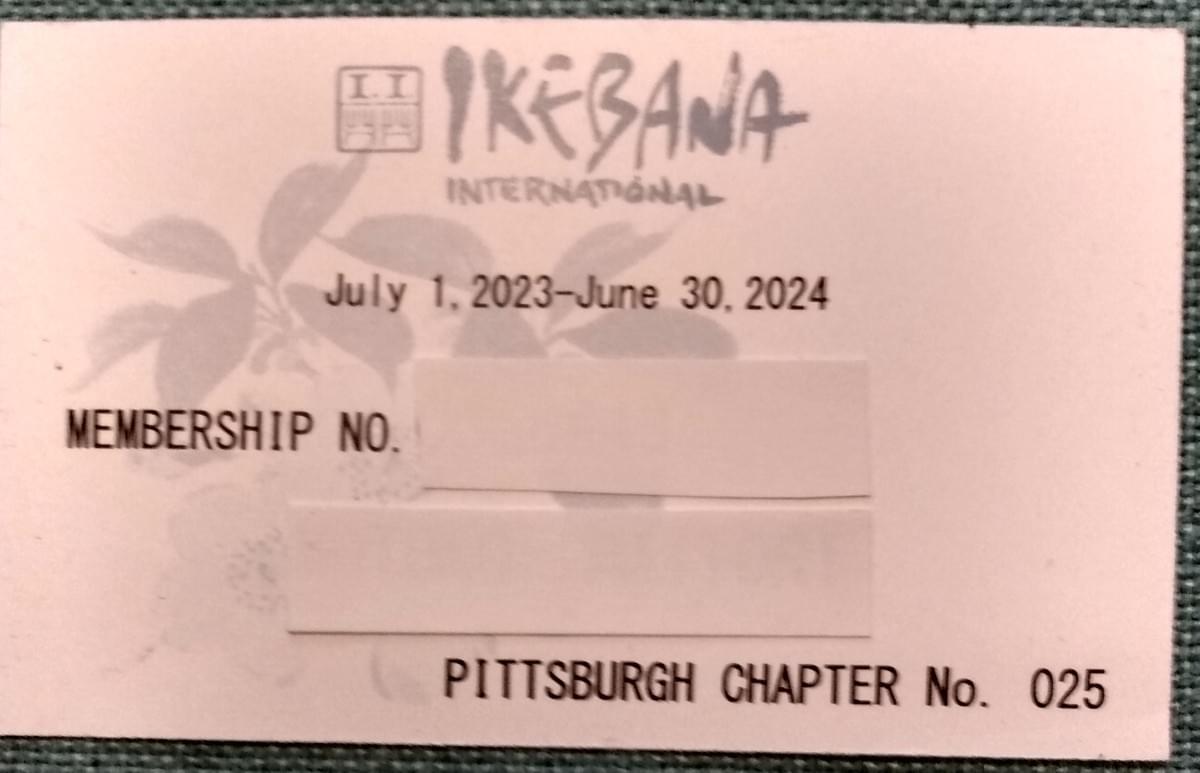 I.I
IKEBANA
INTERNATIONAL
July 1, 2023-June 30, 2024
MEMBERSHIP NO.
PITTSBURGH CHAPTER No. 025